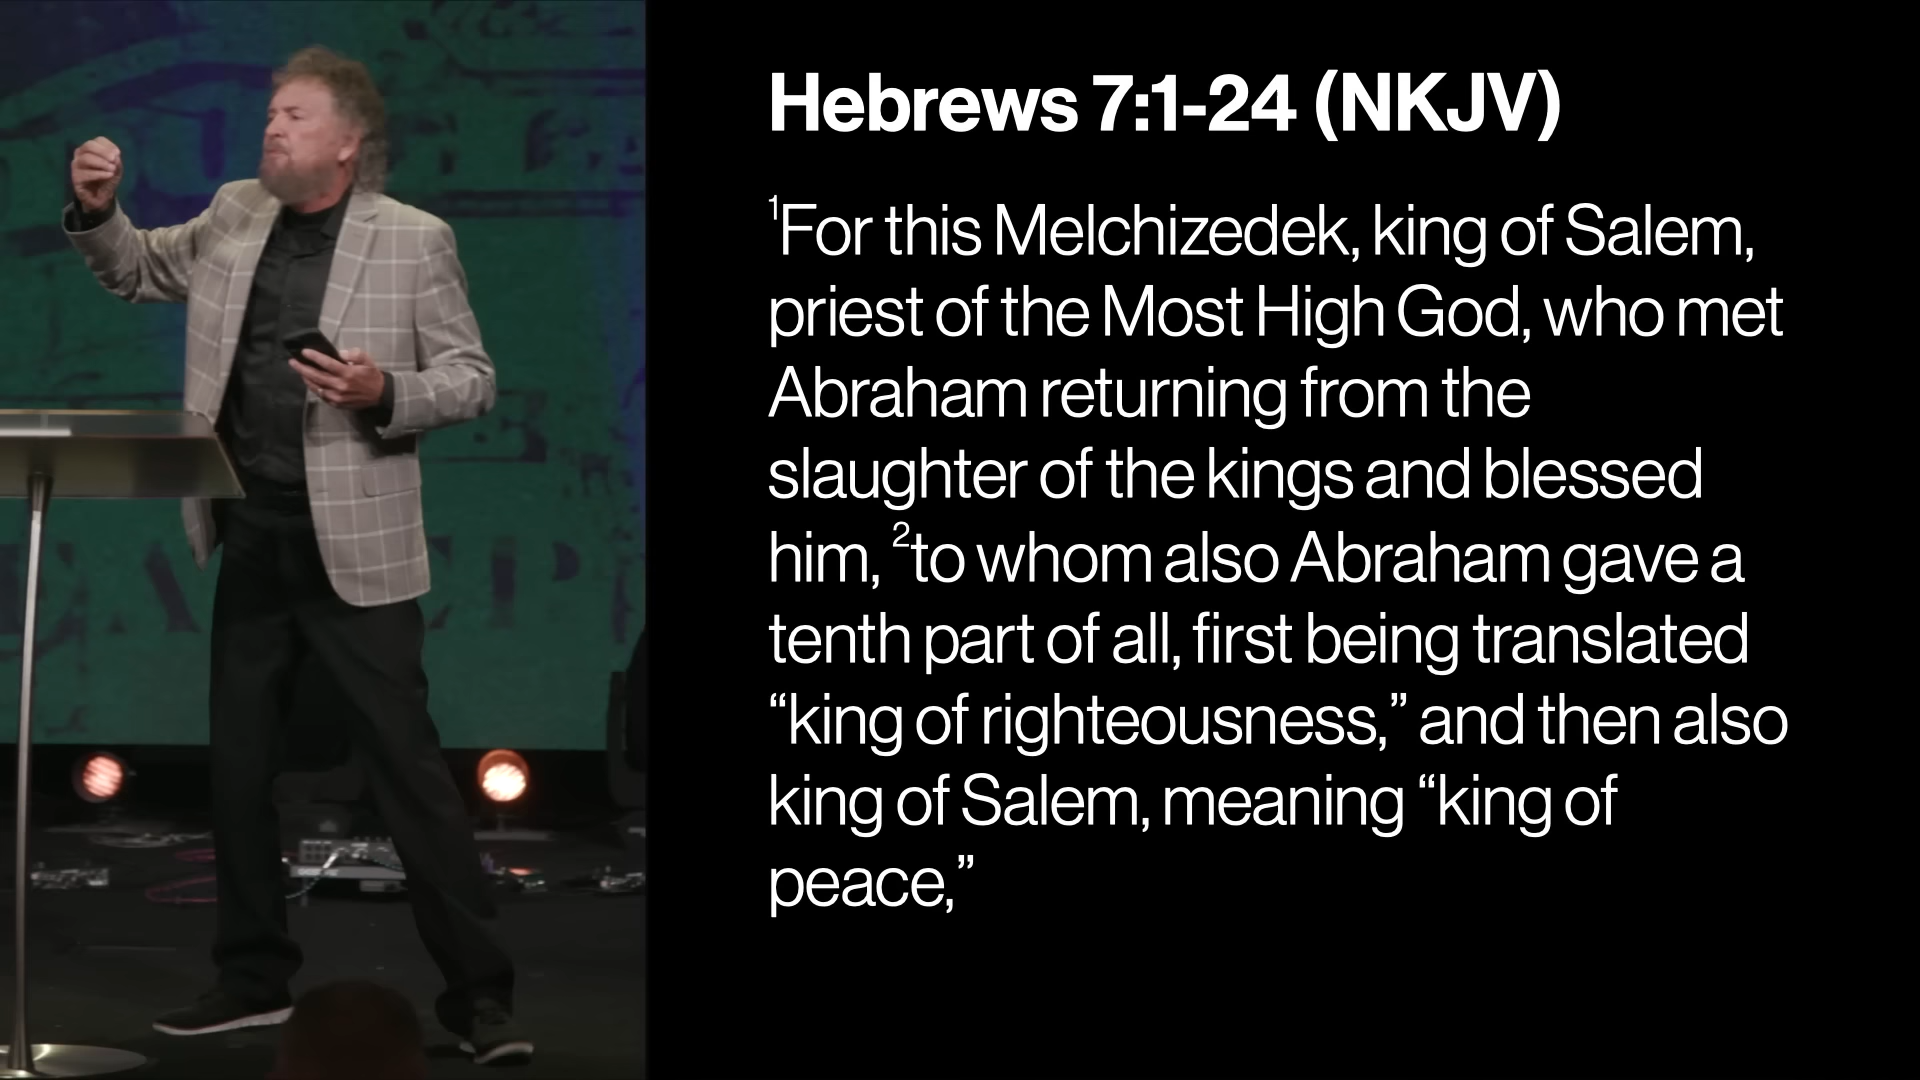 Hebrews 7:1-24 (NKJV)
¹For this Melchizedek, king of Salem,
priest of the Most High God, who met
Abraham returning from the
slaughter of the kings and blessed
him, ²to whom also Abraham gave a
tenth part of all, first being translated
“king of righteousness,” and then also
king of Salem, meaning “king of
peace,”